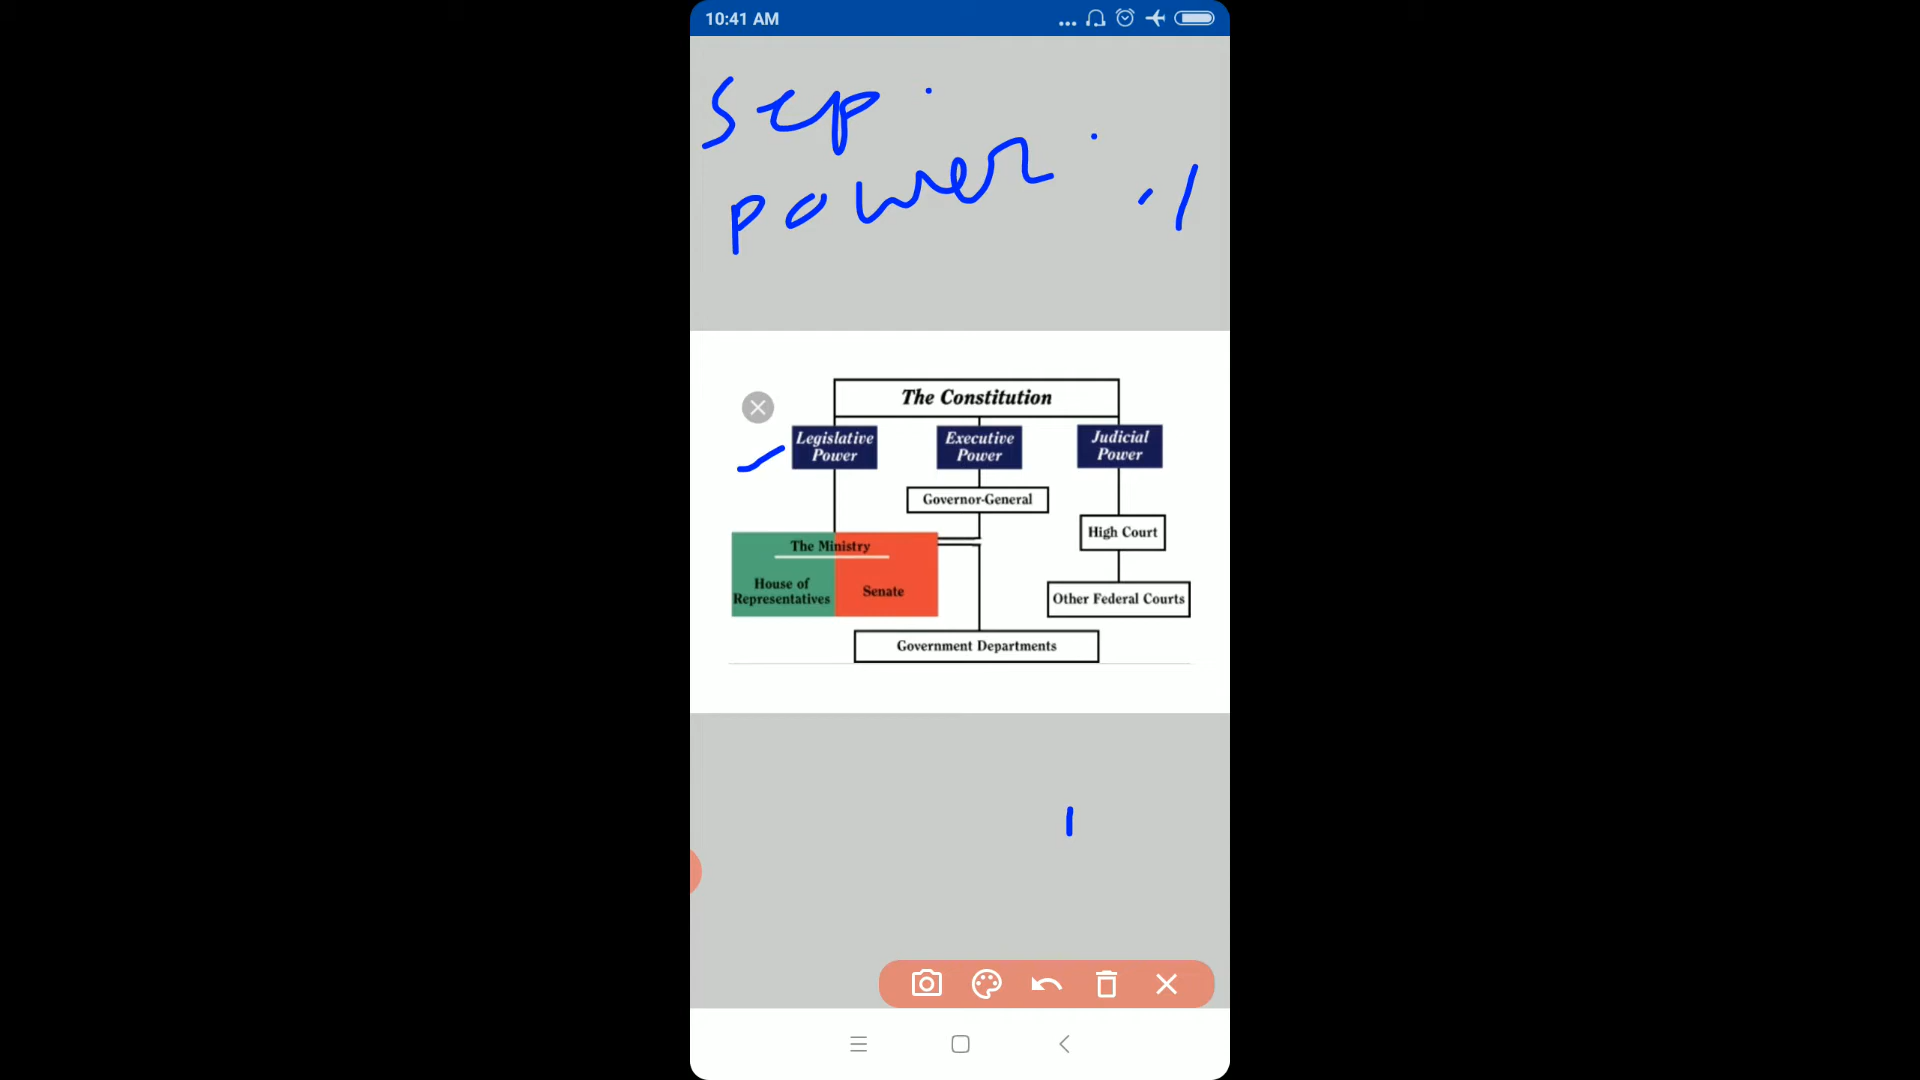 10:41 AM
Sep.
power.
The Constitution
Legislative
Power
Executive
Power
Judicial
Power
Governor-General
High Court
The Ministry
House of
Representatives
Senate
Other Federal Courts
Government Departments